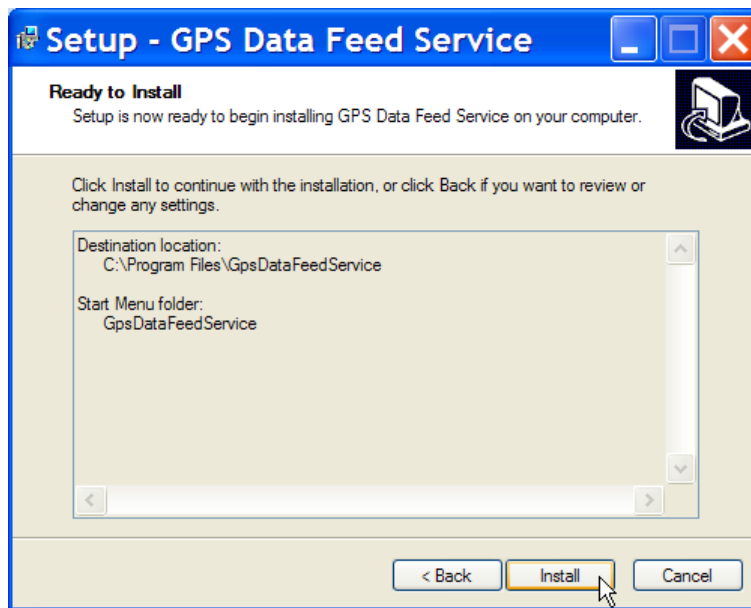 Setup - GPS Data Feed Service
Ready to Install
Setup is now ready to begin installing GPS Data Feed Service on your computer.
Click Install to continue with the installation, or click Back if you want to review or
change any settings.
Destination location:
C:\Program Files\GpsDataFeedService
Start Menu folder:
GpsDataFeedService
< Back
Install
Cancel